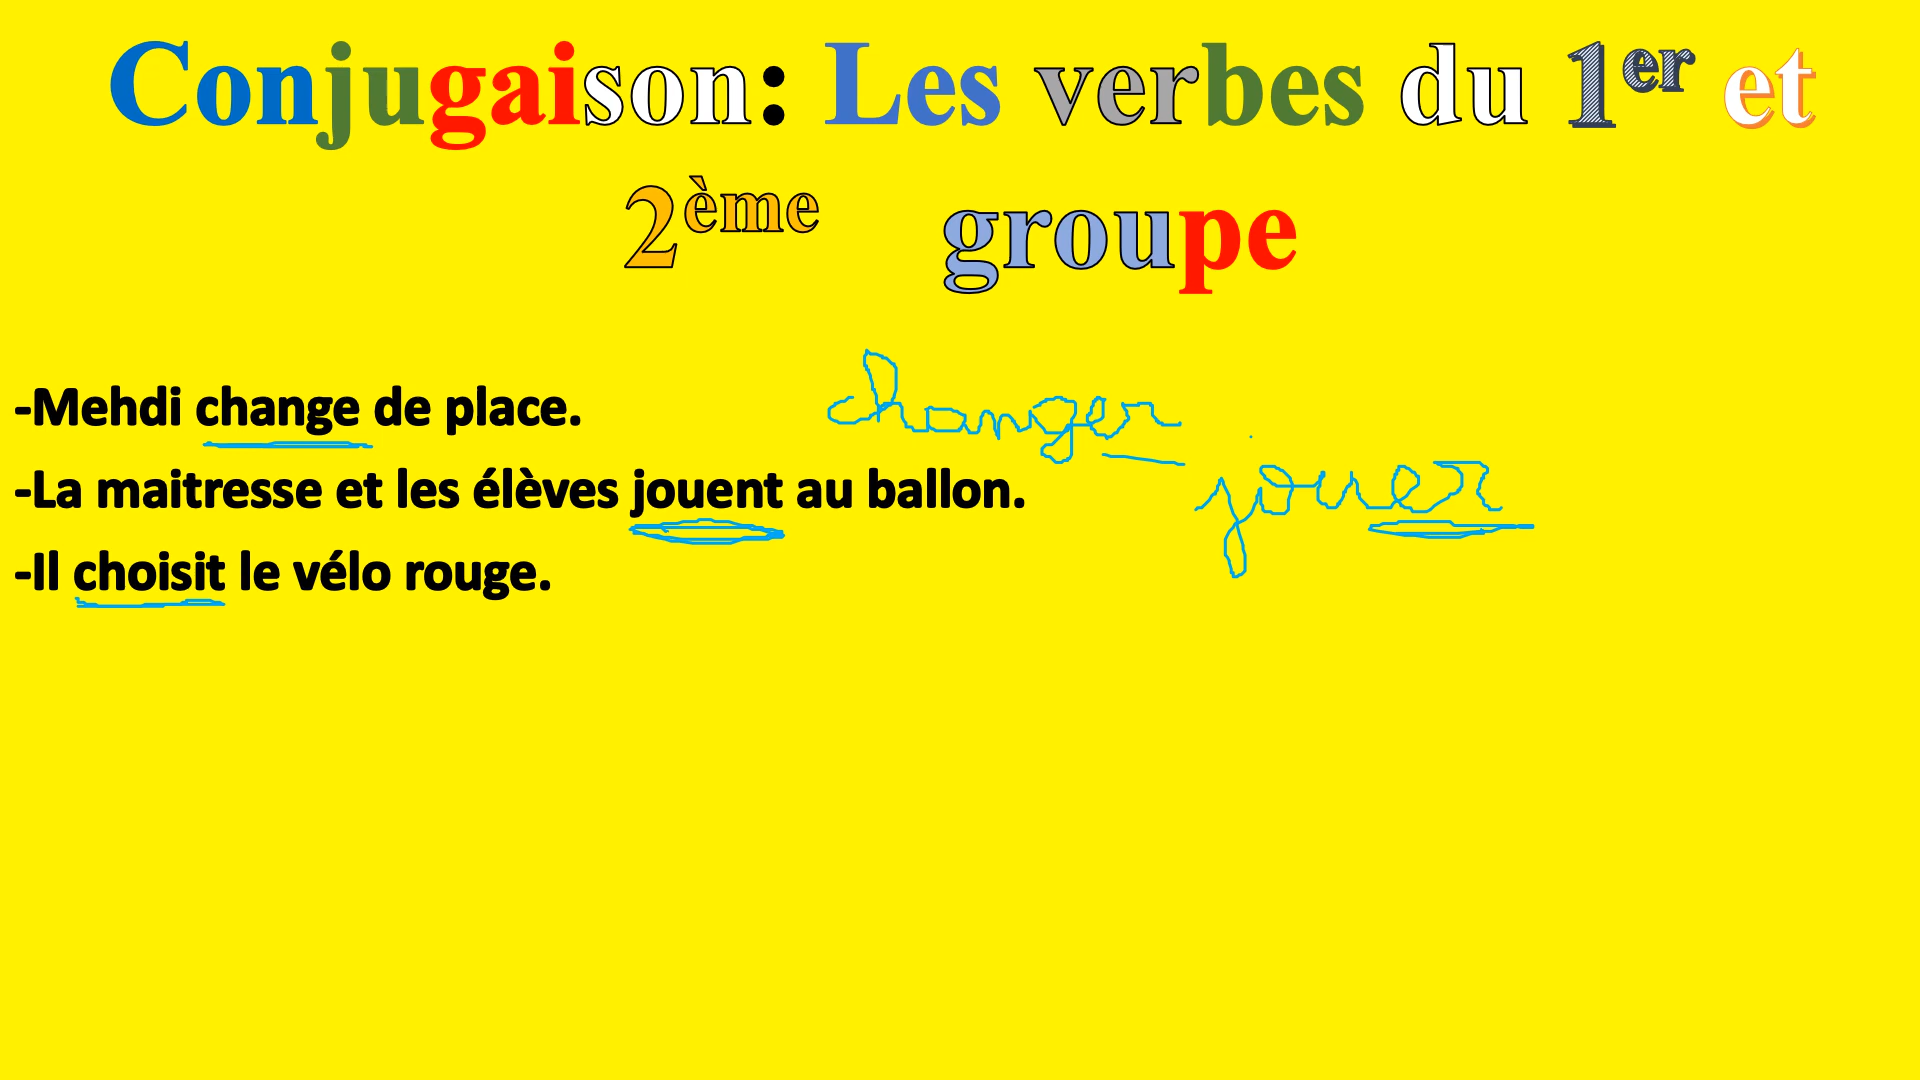 Conjugaison: Les verbes du 1er et
2ème groupe
-Mehdi change de place.
changer
-La maitresse et les élèves jouent au ballon.
jouer
-Il choisit le vélo rouge.